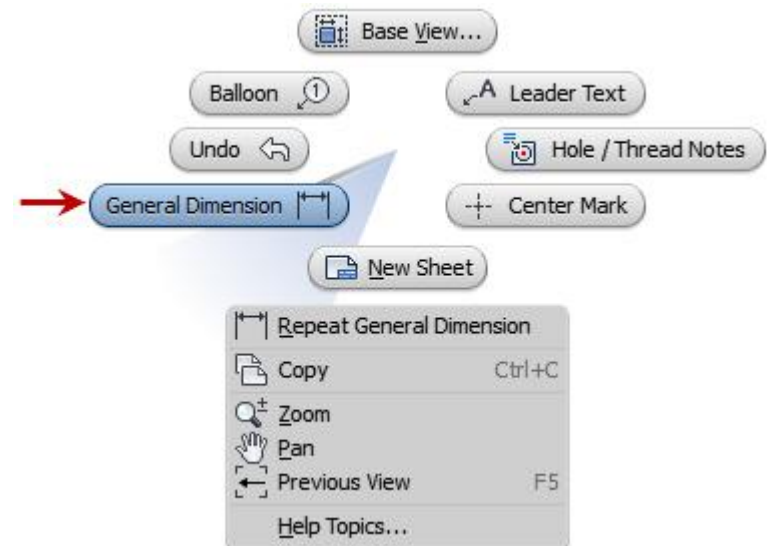 Base View...
Balloon 1
A Leader Text
Undo
Hole / Thread Notes
General Dimension
Center Mark
New Sheet
Repeat General Dimension
Copy Ctrl+C
Zoom
Pan
Previous View F5
Help Topics...